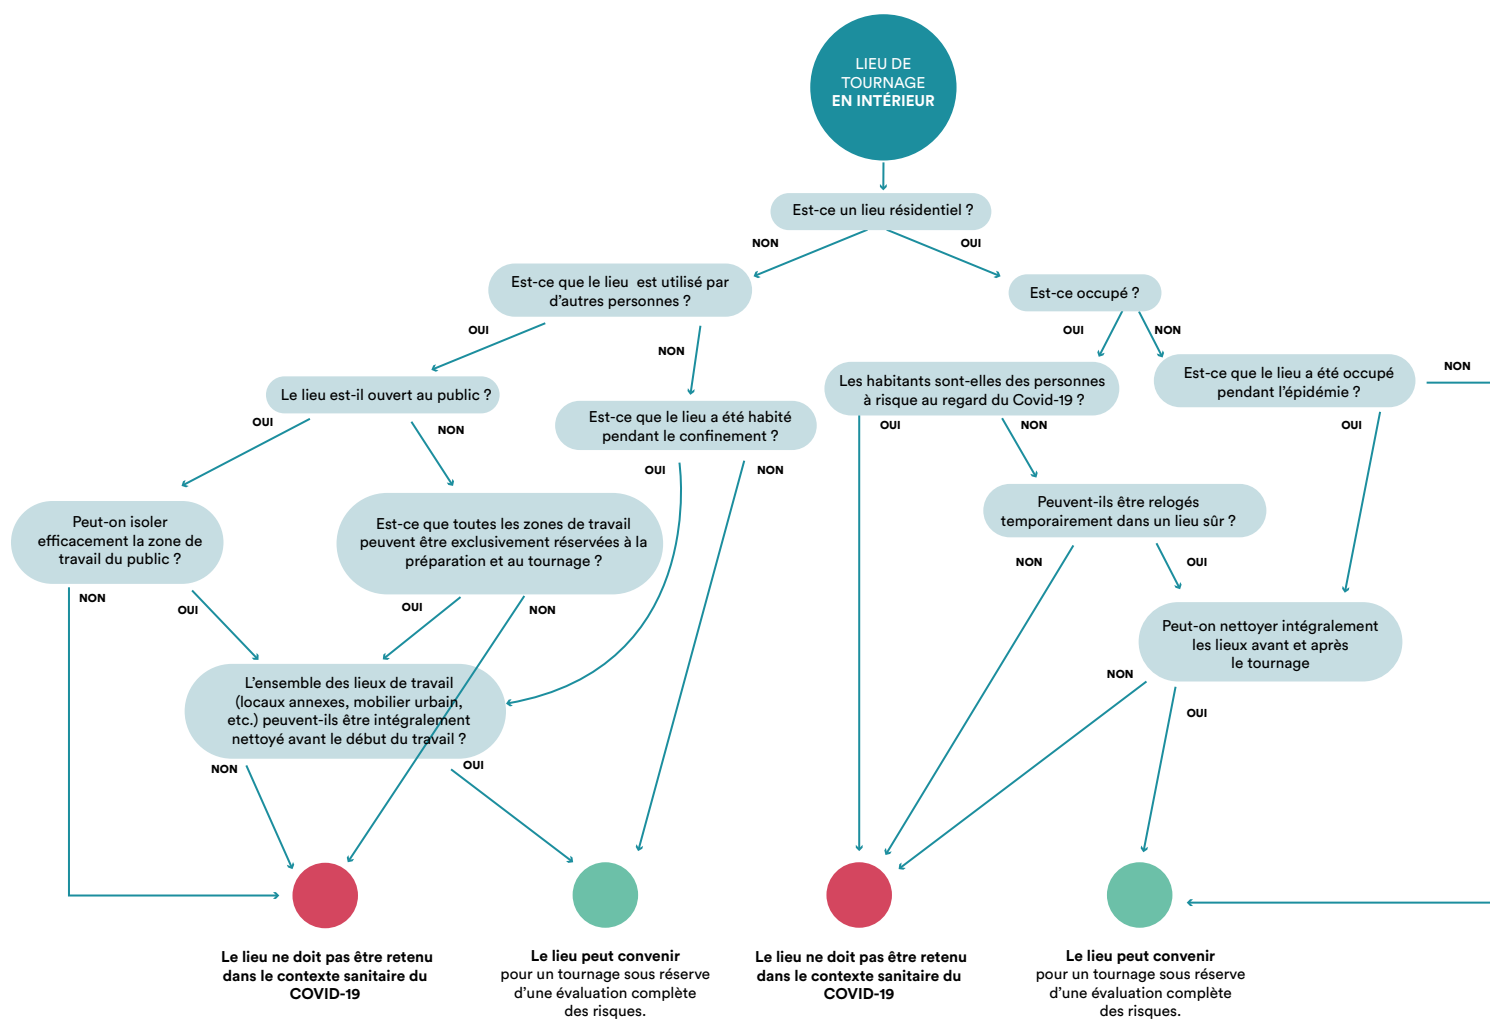 LIEU DE
TOURNAGE
EN INTÉRIEUR
Est-ce un lieu résidentiel ?
NON
OUI
Est-ce que le lieu est utilisé par
d'autres personnes ?
Est-ce occupé ?
OUI
NON
OUI
NON
Le lieu est-il ouvert au public ?
Est-ce que le lieu a été habité
pendant le confinement ?
Les habitants sont-elles des personnes
à risque au regard du Covid-19 ?
Est-ce que le lieu a été occupé
pendant l'épidémie ?
NON
OUI
NON
OUI
NON
OUI
NON
OUI
Peut-on isoler
efficacement la zone de
travail du public ?
Est-ce que toutes les zones de travail
peuvent être exclusivement réservées à la
préparation et au tournage ?
Peuvent-ils être relogés
temporairement dans un lieu sûr ?
NON
OUI
OUI
NON
NON
OUI
L'ensemble des lieux de travail
(locaux annexes, mobilier urbain,
etc.) peuvent-ils être intégralement
nettoyé avant le début du travail ?
Peut-on nettoyer intégralement
les lieux avant et après
le tournage
NON
OUI
NON
OUI
Le lieu ne doit pas être retenu
dans le contexte sanitaire du
COVID-19
Le lieu peut convenir
pour un tournage sous réserve
d'une évaluation complète
des risques.
Le lieu ne doit pas être retenu
dans le contexte sanitaire du
COVID-19
Le lieu peut convenir
pour un tournage sous réserve
d'une évaluation complète
des risques.